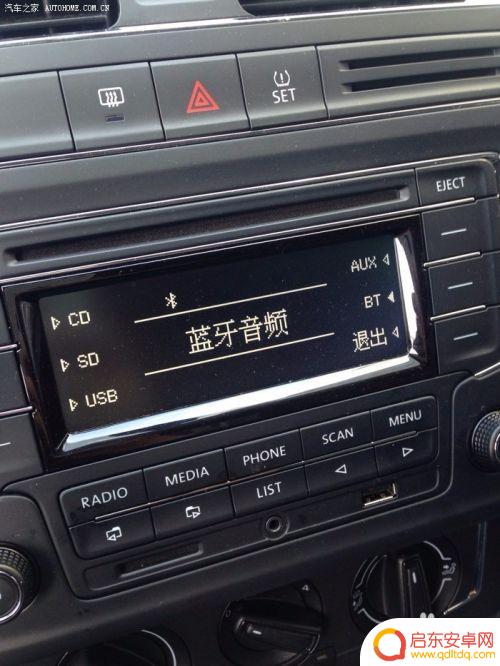 汽车之家 AUTOHOME.COM.CN
SET
EJECT
CD
AUX
BT
SD
蓝牙音频
退出
USB
RADIO
MEDIA
PHONE
SCAN
MENU
LIST
启东安卓网
www.qdltdq.com